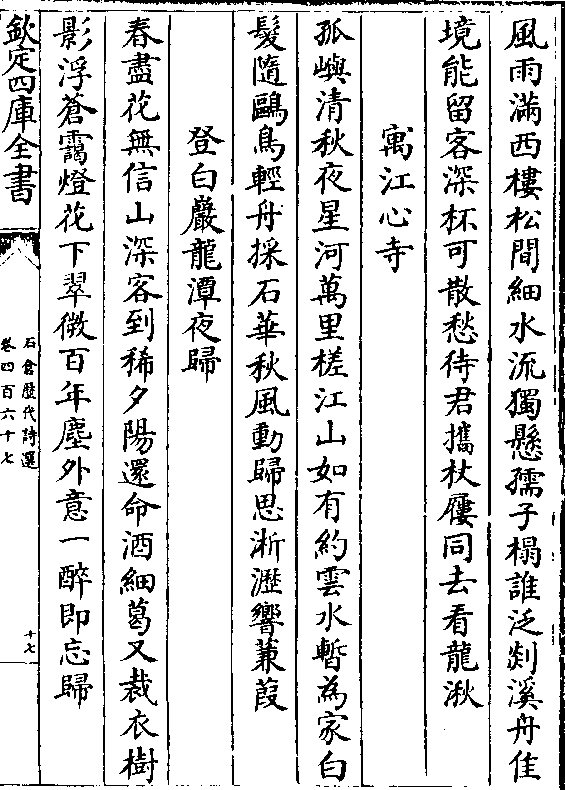 風雨滿西樓松間細水流獨懸孺子榻誰泛剡溪舟佳
境能留客深杯可散愁待君攜杖屨同去看龍湫
寓江心寺
孤嶼清秋夜星河萬里槎江山如有約雲水暫為家白
髮隨鷗鳥輕舟採石華秋風動歸思淅瀝響蒹葭
登白巖龍潭夜歸
春盡花無信山深客到稀夕陽還命酒細葛又裁衣樹
影浮蒼靄燈花下翠微百年塵外意一醉即忘歸
欽定四庫全書
石倉歷代詩選
卷四百六十七
十七